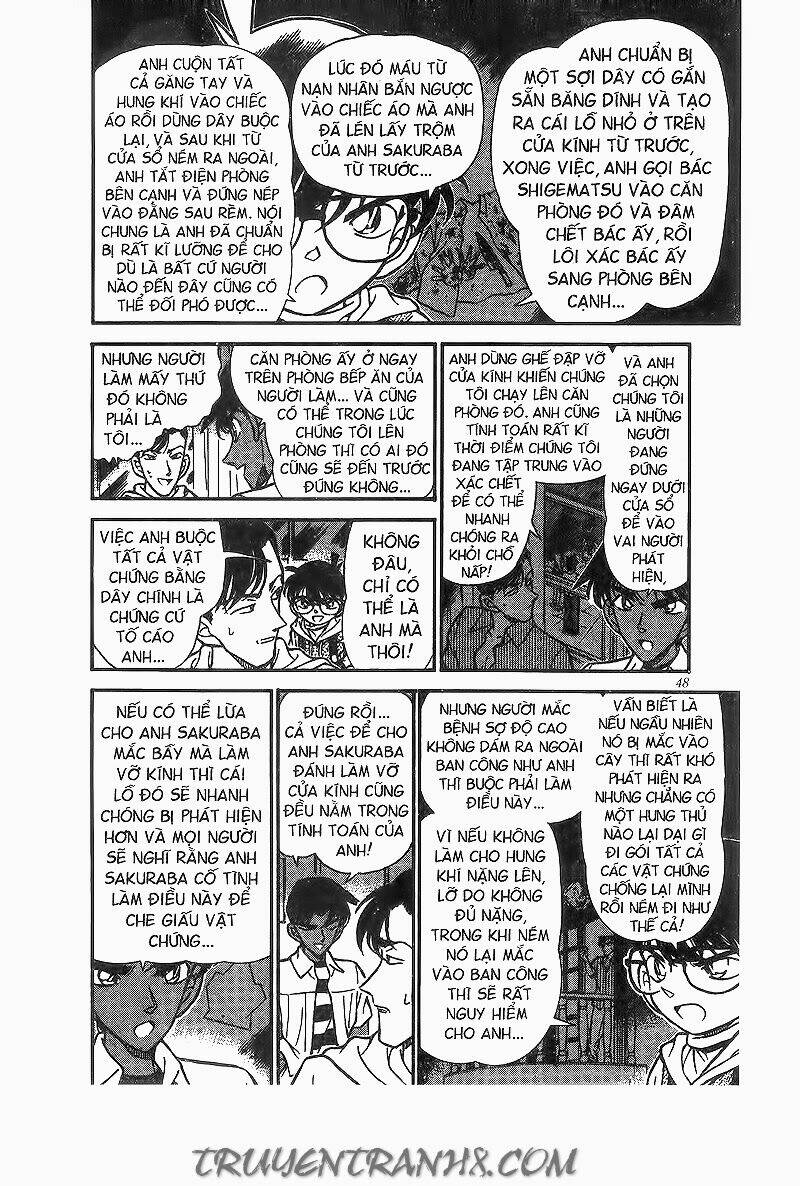 ANH CHUẨN BỊ
MỘT SỢI DÂY CÓ GẮN
SẴN BĂNG DÍNH VÀ TẠO
RA CÁI LỖ NHỎ Ở TRÊN
CỬA KÍNH TỪ TRƯỚC,
XONG VIỆC, ANH GỌI BÁC
SHIGEMATSU VÀO CĂN
PHÒNG ĐÓ VÀ ĐÂM
CHẾT BÁC ẤY, RỒI
LÔI XÁC BÁC ẤY
SANG PHÒNG BÊN
CẠNH...
LÚC ĐÓ MÁU TỪ
NẠN NHÂN BẮN NGƯỢC
VÀO CHIẾC ÁO MÀ ANH
ĐÃ LÉN LẤY TRỘM
CỦA ANH SAKURABA
TỪ TRƯỚC...
ANH CUỘN TẤT
CẢ GĂNG TAY VÀ
HUNG KHÍ VÀO CHIẾC
ÁO RỒI DÙNG DÂY BUỘC
LẠI, VÀ SAU KHI TỪ
CỬA SỔ NÉM RA NGOÀI,
ANH TẮT ĐIỆN PHÒNG
BÊN CẠNH VÀ ĐỨNG NÉP
VÀO ĐẰNG SAU RÈM. NÓI
CHUNG LÀ ANH ĐÃ CHUẨN
BỊ RẤT KĨ LƯỠNG ĐỂ CHO
DÙ LÀ BẤT CỨ NGƯỜI
NÀO ĐẾN ĐÂY CŨNG CÓ
THỂ ĐỐI PHÓ ĐƯỢC...
VÀ ANH
ĐÃ CHỌN
CHÚNG TÔI
LÀ NHỮNG
NGƯỜI
ĐANG
ĐỨNG
NGAY DƯỚI
CỬA SỔ
ĐỂ VÀO
VAI NGƯỜI
PHÁT
HIỆN,
ANH DÙNG GHẾ ĐẬP VỠ
CỬA KÍNH KHIẾN CHÚNG
TÔI CHẠY LÊN CĂN
PHÒNG ĐÓ. ANH CŨNG
TÍNH TOÁN RẤT KĨ
THỜI ĐIỂM CHÚNG TÔI
ĐANG TẬP TRUNG VÀO
XÁC CHẾT
ĐỂ CÓ THỂ
NHANH
CHÓNG RA
KHỎI CHỖ
NẤP!
CĂN PHÒNG ẤY Ở NGAY
TRÊN PHÒNG BẾP ĂN CỦA
NGƯỜI LÀM... VÀ CŨNG
CÓ THỂ TRONG LÚC
CHÚNG TÔI LÊN
PHÒNG THÌ CÓ AI ĐÓ
CŨNG SẼ ĐẾN TRƯỚC
ĐÚNG KHÔNG...
NHƯNG NGƯỜI
LÀM MẤY THỨ
ĐÓ KHÔNG
PHẢI LÀ
TÔI...
KHÔNG
ĐÂU,
CHỈ CÓ
THỂ LÀ
ANH MÀ
THÔI!
VIỆC ANH BUỘC
TẤT CẢ VẬT
CHỨNG BẰNG
DÂY CHÍNH LÀ
CHỨNG CỨ
TỐ CÁO
ANH...
48
VẪN BIẾT LÀ
NẾU NGẪU NHIÊN
NÓ BỊ MẮC VÀO
CÂY THÌ RẤT KHÓ
PHÁT HIỆN RA
NHƯNG CHẲNG CÓ
MỘT HUNG THỦ
NÀO LẠI DẠI GÌ
ĐI GÓI TẤT CẢ
CÁC VẬT CHỨNG
CHỐNG LẠI MÌNH
RỒI NÉM ĐI NHƯ
THẾ CẢ!
NHƯNG NGƯỜI MẮC
BỆNH SỢ ĐỘ CAO
KHÔNG DÁM RA NGOÀI
BAN CÔNG NHƯ ANH
THÌ BUỘC PHẢI LÀM
ĐIỀU NÀY...
VÌ NẾU KHÔNG
LÀM CHO HUNG
KHÍ NẶNG LÊN,
LỠ DO KHÔNG
ĐỦ NẶNG,
TRONG KHI NÉM
NÓ LẠI MẮC
VÀO BAN CÔNG
THÌ SẼ RẤT
NGUY HIỂM
CHO ANH...
ĐÚNG RỒI...
CẢ VIỆC ĐỂ CHO
ANH SAKURABA
ĐÁNH LÀM VỠ
CỬA KÍNH CŨNG
ĐỀU NẰM TRONG
TÍNH TOÁN CỦA
ANH!
NẾU CÓ THỂ LỪA
CHO ANH SAKURABA
MẮC BẪY MÀ LÀM
VỠ KÍNH THÌ CÁI
LỖ ĐÓ SẼ NHANH
CHÓNG BỊ PHÁT HIỆN
HƠN VÀ MỌI NGƯỜI
SẼ NGHĨ RẰNG ANH
SAKURABA CỐ TÌNH
LÀM ĐIỀU NÀY ĐỂ
CHE GIẤU VẬT
CHỨNG...
TRUYENTRANH8.COM